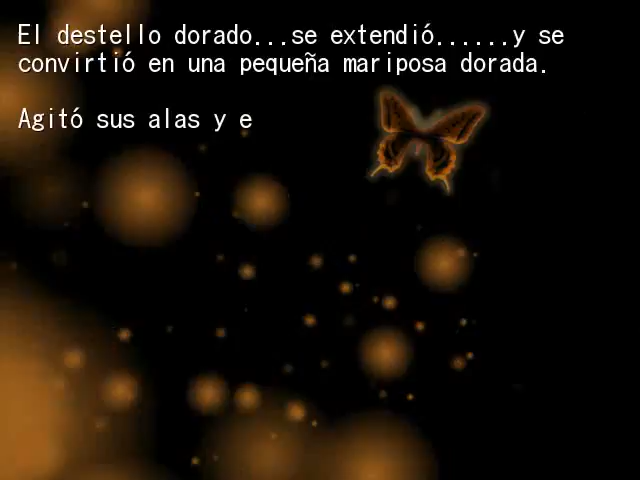 El destello dorado...se extendió......y se
convirtió en una pequeña mariposa dorada.
Agitó sus alas y e